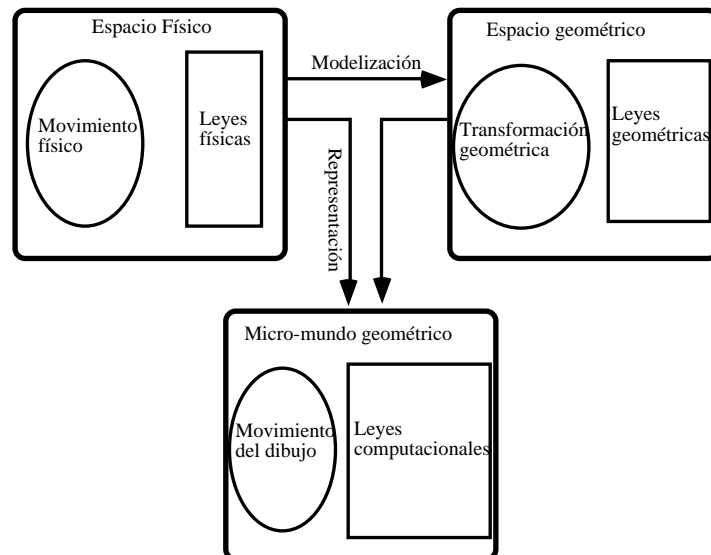 Espacio Físico
Movimiento
físico
Leyes
físicas
Modelización
Representación
Espacio geométrico
Transformación
geométrica
Leyes
geométricas
Micro-mundo geométrico
Movimiento
del dibujo
Leyes
computacionales